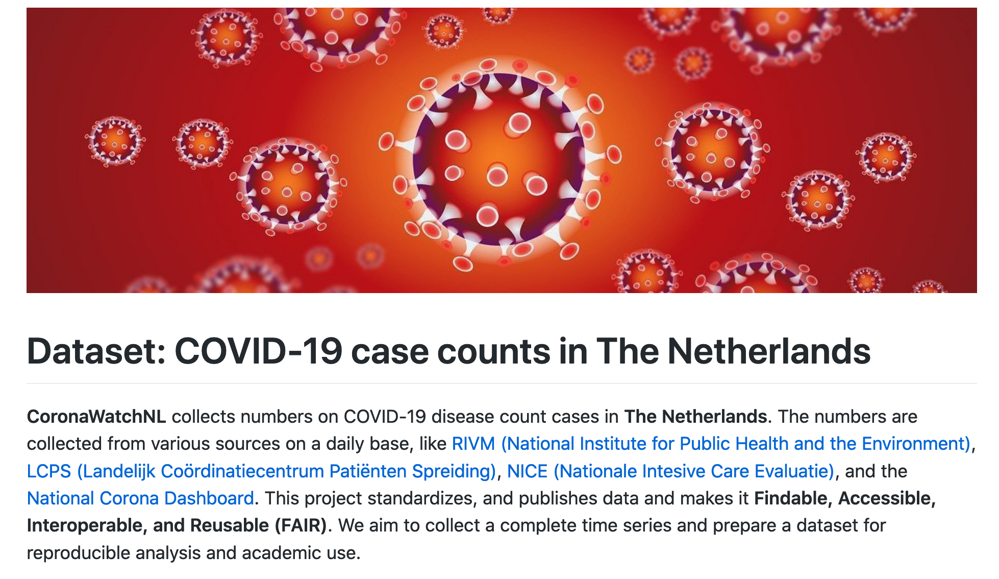 Dataset: COVID-19 case counts in The Netherlands
CoronaWatchNL collects numbers on COVID-19 disease count cases in The Netherlands. The numbers are
collected from various sources on a daily base, like RIVM (National Institute for Public Health and the Environment),
LCPS (Landelijk Coördinatiecentrum Patiënten Spreiding), NICE (Nationale Intesive Care Evaluatie), and the
National Corona Dashboard. This project standardizes, and publishes data and makes it Findable, Accessible,
Interoperable, and Reusable (FAIR). We aim to collect a complete time series and prepare a dataset for
reproducible analysis and academic use.